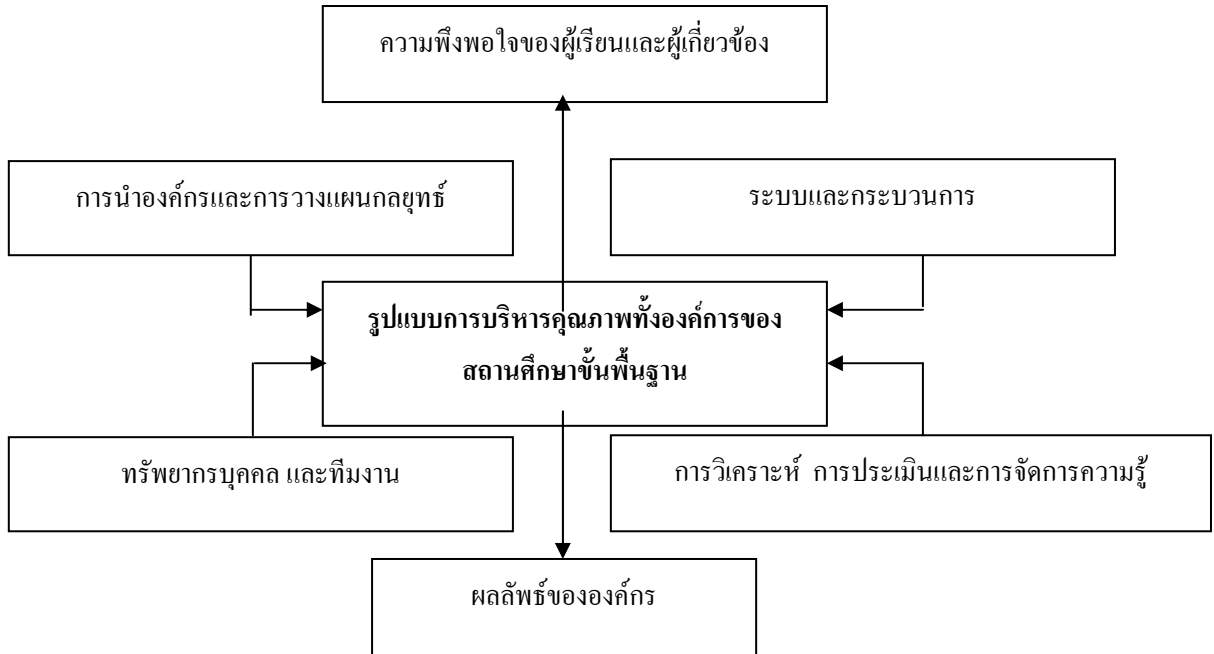 ความพึงพอใจของผู้เรียนและผู้เกี่ยวข้อง
การนำองค์กรและการวางแผนกลยุทธ์
ระบบและกระบวนการ
รูปแบบการบริหารคุณภาพทั้งองค์การของ
สถานศึกษาขั้นพื้นฐาน
ทรัพยากรบุคคล และทีมงาน
การวิเคราะห์ การประเมินและการจัดการความรู้
ผลลัพธ์ขององค์กร